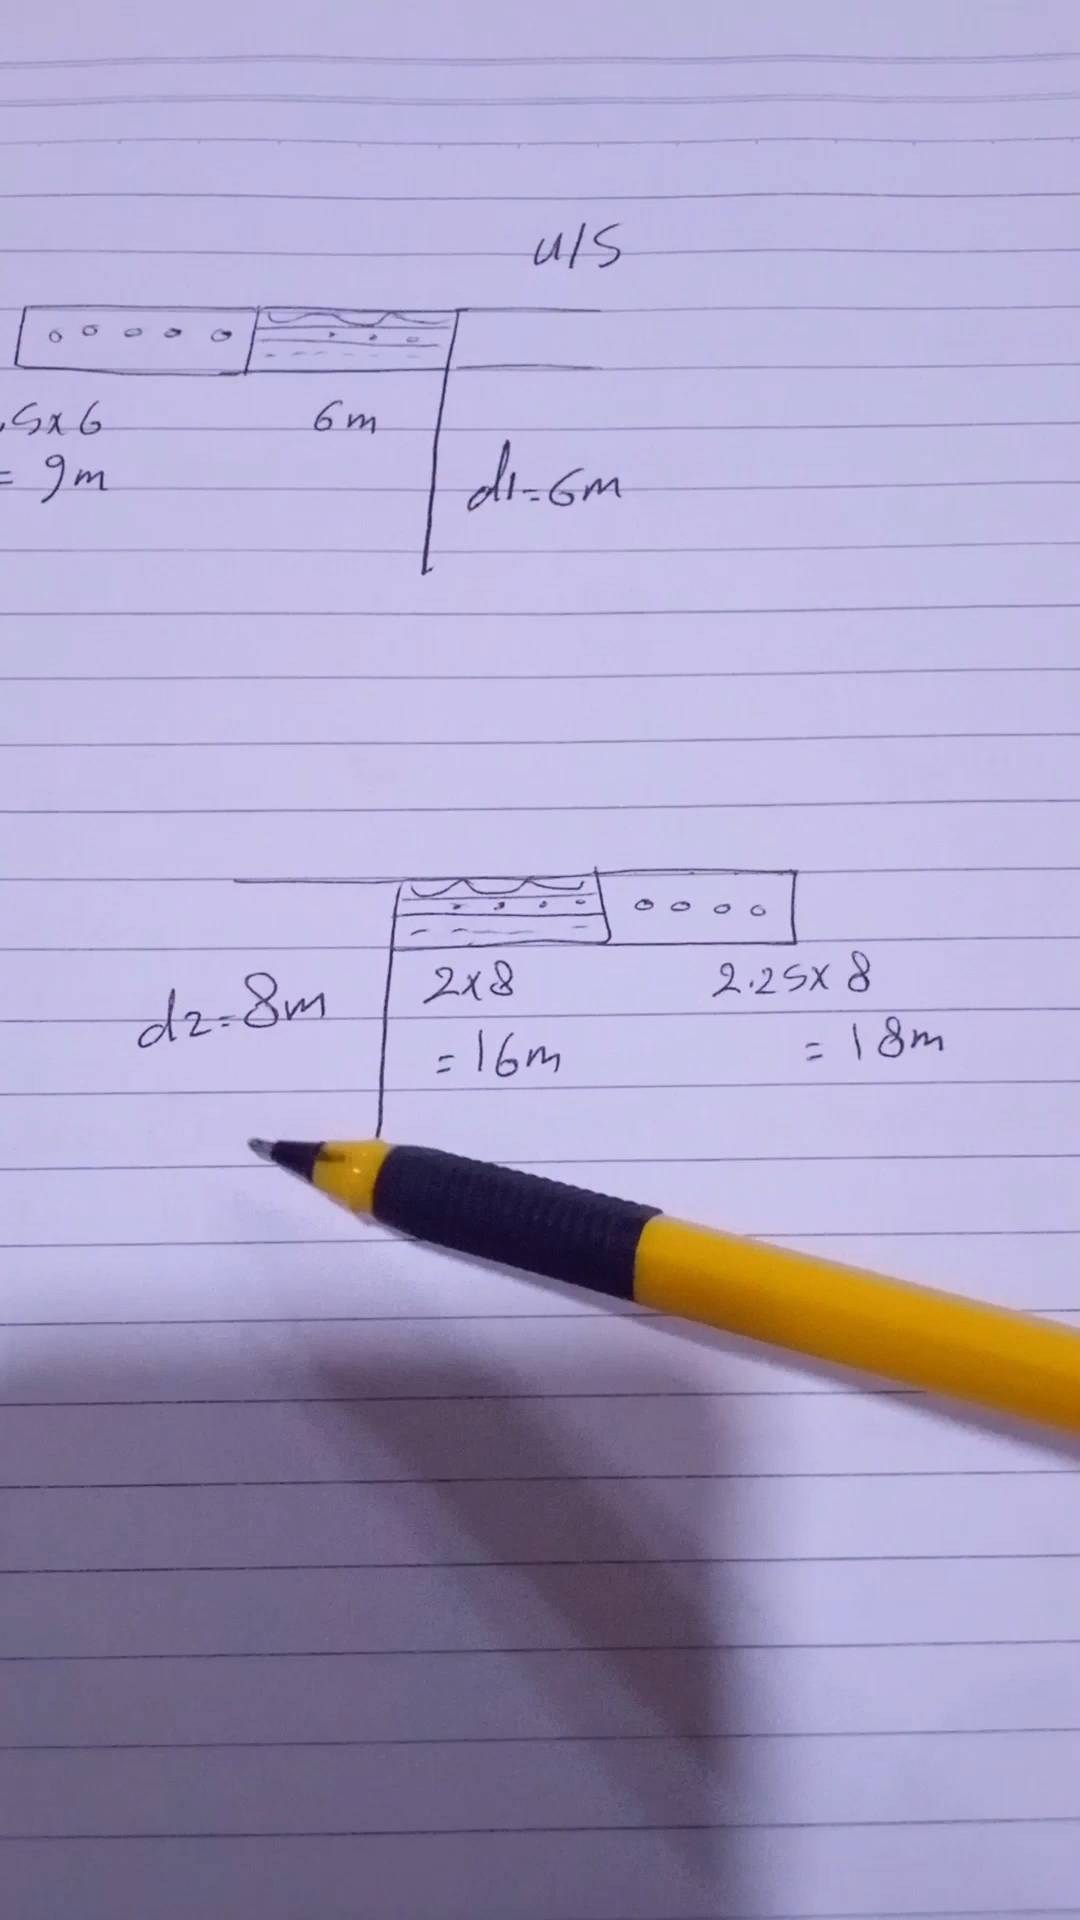 U/S
.5x6
= 9m
6m
d1=6m
d2=8m
2x8
=16m
2.25x8
=18m